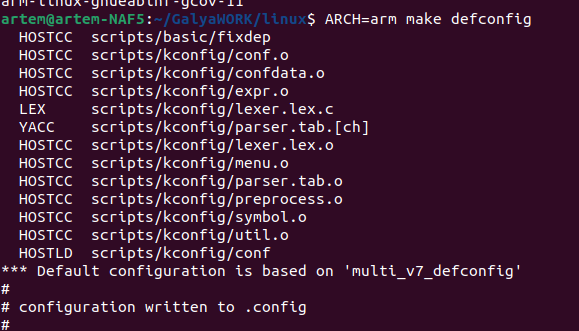 arm-linux-gnueabihf-gcov-11
artem@artem-NAF5:~/GalyaWORK/linux$ ARCH=arm make defconfig
  HOSTCC  scripts/basic/fixdep
  HOSTCC  scripts/kconfig/conf.o
  HOSTCC  scripts/kconfig/confdata.o
  HOSTCC  scripts/kconfig/expr.o
  LEX     scripts/kconfig/lexer.lex.c
  YACC    scripts/kconfig/parser.tab.[ch]
  HOSTCC  scripts/kconfig/lexer.lex.o
  HOSTCC  scripts/kconfig/menu.o
  HOSTCC  scripts/kconfig/parser.tab.o
  HOSTCC  scripts/kconfig/preprocess.o
  HOSTCC  scripts/kconfig/symbol.o
  HOSTCC  scripts/kconfig/util.o
  HOSTLD  scripts/kconfig/conf
*** Default configuration is based on 'multi_v7_defconfig'
#
# configuration written to .config
#